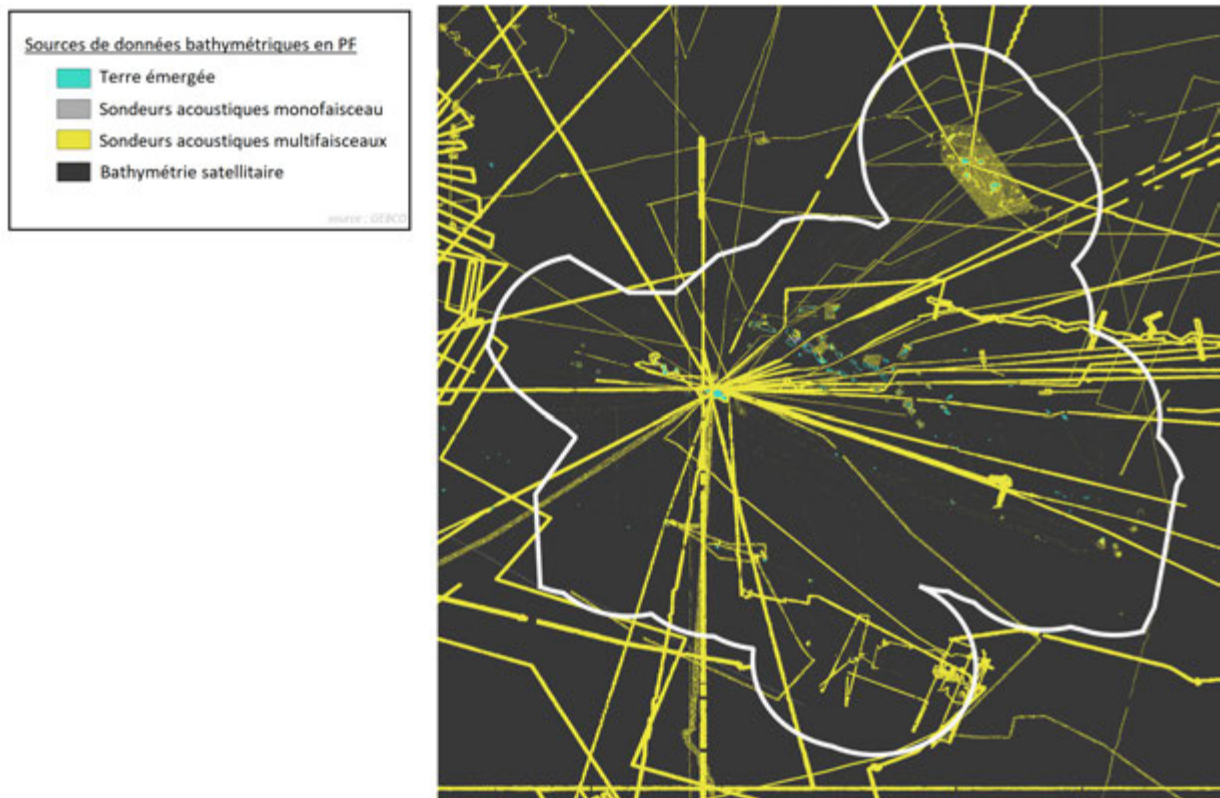 Sources de données bathymétriques en PF
Terre émergée
Sondeurs acoustiques monofaisceau
Sondeurs acoustiques multifaisceaux
Bathymétrie satellitaire
source : GEBCO